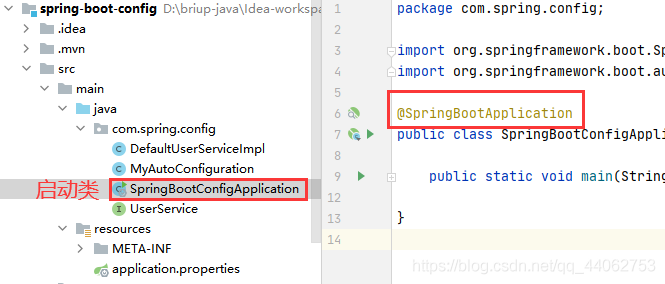 spring-boot-config D:\briup-java\Idea-workspa
.idea
.mvn
src
main
java
com.spring.config
DefaultUserServiceImpl
MyAutoConfiguration
启动类 SpringBootConfigApplication
UserService
resources
META-INF
application.properties
1 package com.spring.config;
2
3 import org.springframework.boot.Sp
4 import org.springframework.boot.au
5
6 @SpringBootApplication
7 public class SpringBootConfigAppli
8
9 public static void main(String
12
13 }
14
https://blog.csdn.net/qq_44062753